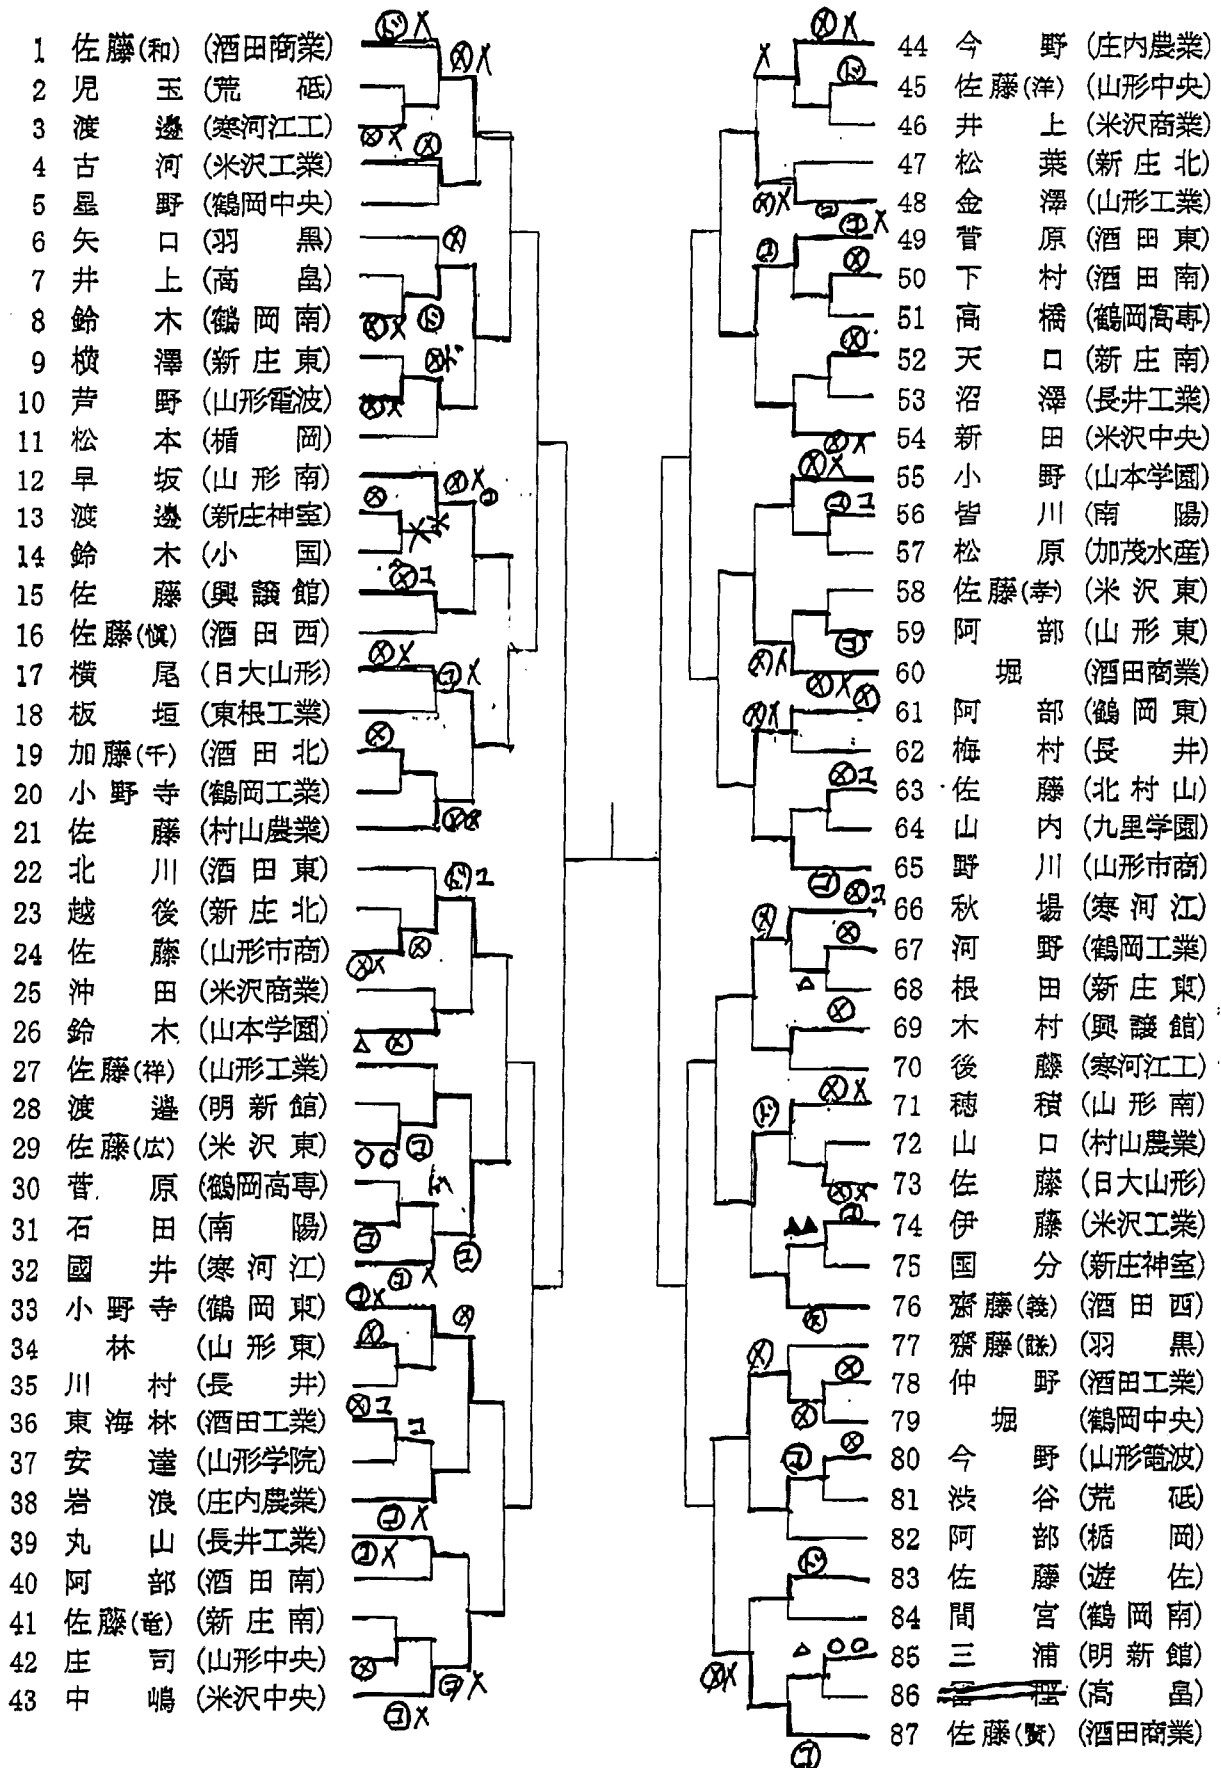 1 佐藤(和) (酒田商業)
2 児玉 (荒砥)
3 渡邊 (寒河江工)
4 古河 (米沢工業)
5 星野 (鶴岡中央)
6 矢口 (羽黒)
7 井上 (高畠)
8 鈴木 (鶴岡南)
9 横澤 (新庄東)
10 芦野 (山形電波)
11 松本 (楯岡)
12 早坂 (山形南)
13 渡邊 (新庄神室)
14 鈴木 (小国)
15 佐藤 (興譲館)
16 佐藤(愼) (酒田西)
17 横尾 (日大山形)
18 板垣 (東根工業)
19 加藤(千) (酒田北)
20 小野寺 (鶴岡工業)
21 佐藤 (村山農業)
22 北川 (酒田東)
23 越後 (新庄北)
24 佐藤 (山形市商)
25 沖田 (米沢商業)
26 鈴木 (山本学園)
27 佐藤(祥) (山形工業)
28 渡邉 (明新館)
29 佐藤(広) (米沢東)
30 菅原 (鶴岡高専)
31 石田 (南陽)
32 國井 (寒河江)
33 小野寺 (鶴岡東)
34 林 (山形東)
35 川村 (長井)
36 東海林 (酒田工業)
37 安達 (山形学院)
38 岩浪 (庄内農業)
39 丸山 (長井工業)
40 阿部 (酒田南)
41 佐藤(竜) (新庄南)
42 庄司 (山形中央)
43 中嶋 (米沢中央)
44 今野 (庄内農業)
45 佐藤(洋) (山形中央)
46 井上 (米沢商業)
47 松葉 (新庄北)
48 金澤 (山形工業)
49 菅原 (酒田東)
50 下村 (酒田南)
51 高橋 (鶴岡高専)
52 天口 (新庄南)
53 沼澤 (長井工業)
54 新田 (米沢中央)
55 小野 (山本学園)
56 皆川 (南陽)
57 松原 (加茂水産)
58 佐藤(孝) (米沢東)
59 阿部 (山形東)
60 堀 (酒田商業)
61 阿部 (鶴岡東)
62 梅村 (長井)
63 佐藤 (北村山)
64 山内 (九里学園)
65 野川 (山形市商)
66 秋場 (寒河江)
67 河野 (鶴岡工業)
68 根田 (新庄東)
69 木村 (興譲館)
70 後藤 (寒河江工)
71 穂積 (山形南)
72 山口 (村山農業)
73 佐藤 (日大山形)
74 伊藤 (米沢工業)
75 国分 (新庄神室)
76 齋藤(義) (酒田西)
77 齋藤 (羽黒)
78 仲野 (酒田工業)
79 堀 (鶴岡中央)
80 今野 (山形電波)
81 渋谷 (荒砥)
82 阿部 (楯岡)
83 佐藤 (遊佐)
84 間宮 (鶴岡南)
85 三浦 (明新館)
86 (高畠)
87 佐藤(賢) (酒田商業)